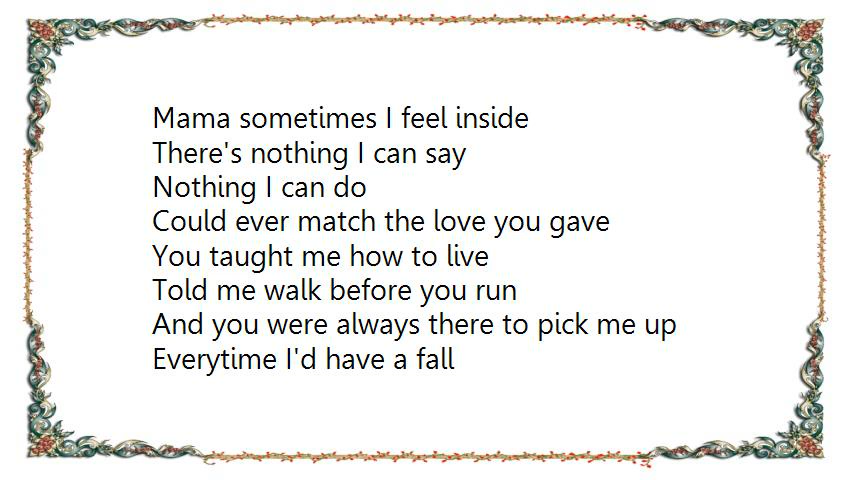 Mama sometimes I feel inside
There's nothing I can say
Nothing I can do
Could ever match the love you gave
You taught me how to live
Told me walk before you run
And you were always there to pick me up
Everytime I'd have a fall